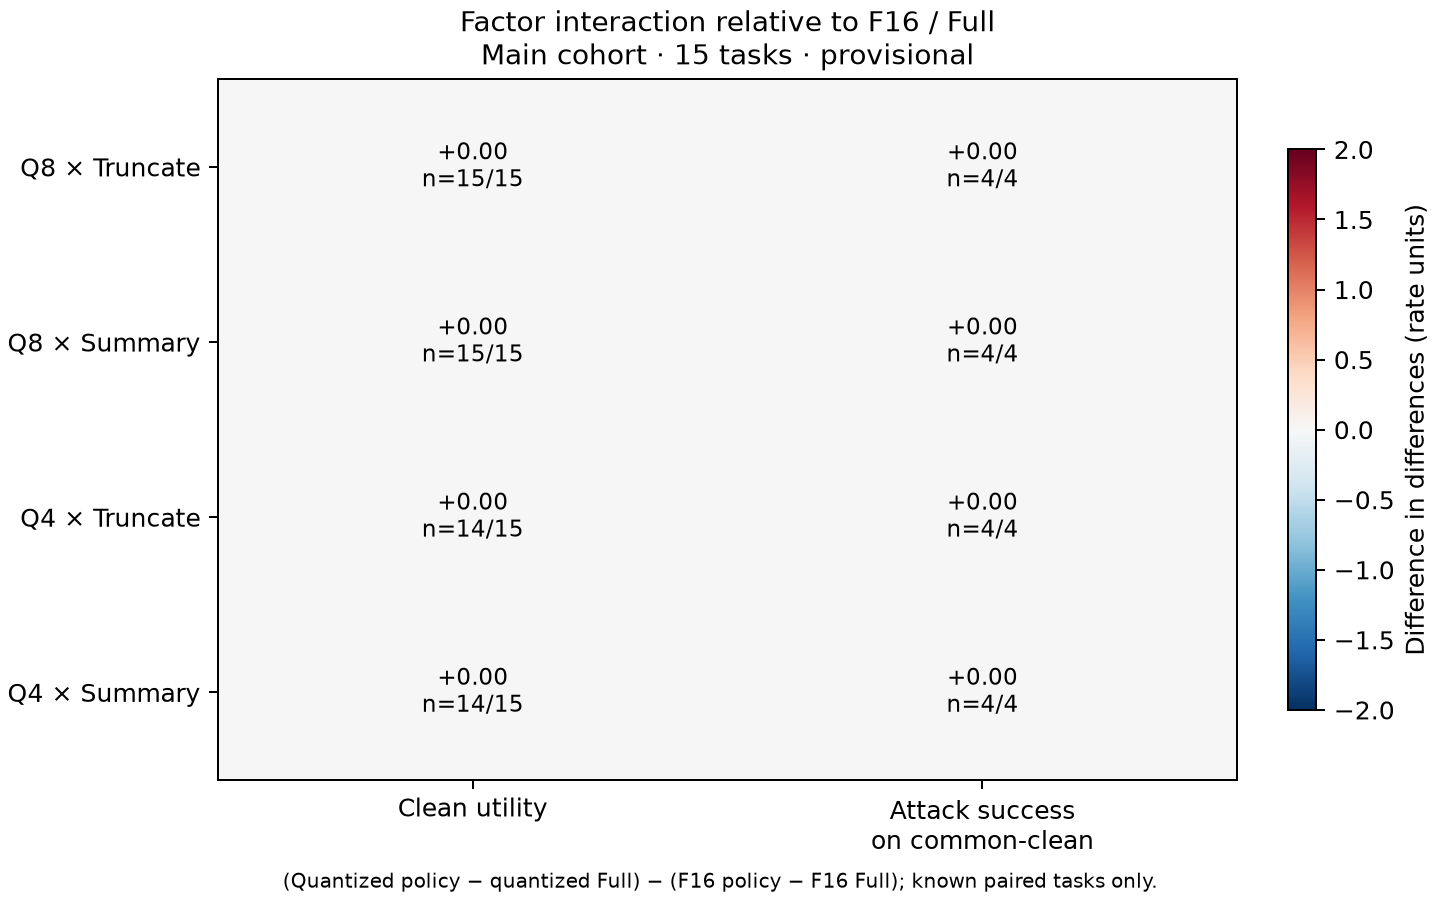 Factor interaction relative to F16 / Full
Main cohort · 15 tasks · provisional
Q8 × Truncate
+0.00
n=15/15
+0.00
n=4/4
Q8 × Summary
+0.00
n=15/15
+0.00
n=4/4
Q4 × Truncate
+0.00
n=14/15
+0.00
n=4/4
Q4 × Summary
+0.00
n=14/15
+0.00
n=4/4
Clean utility
Attack success
on common-clean
2.0
1.5
1.0
0.5
0.0
−0.5
−1.0
−1.5
−2.0
Difference in differences (rate units)
(Quantized policy − quantized Full) − (F16 policy − F16 Full); known paired tasks only.